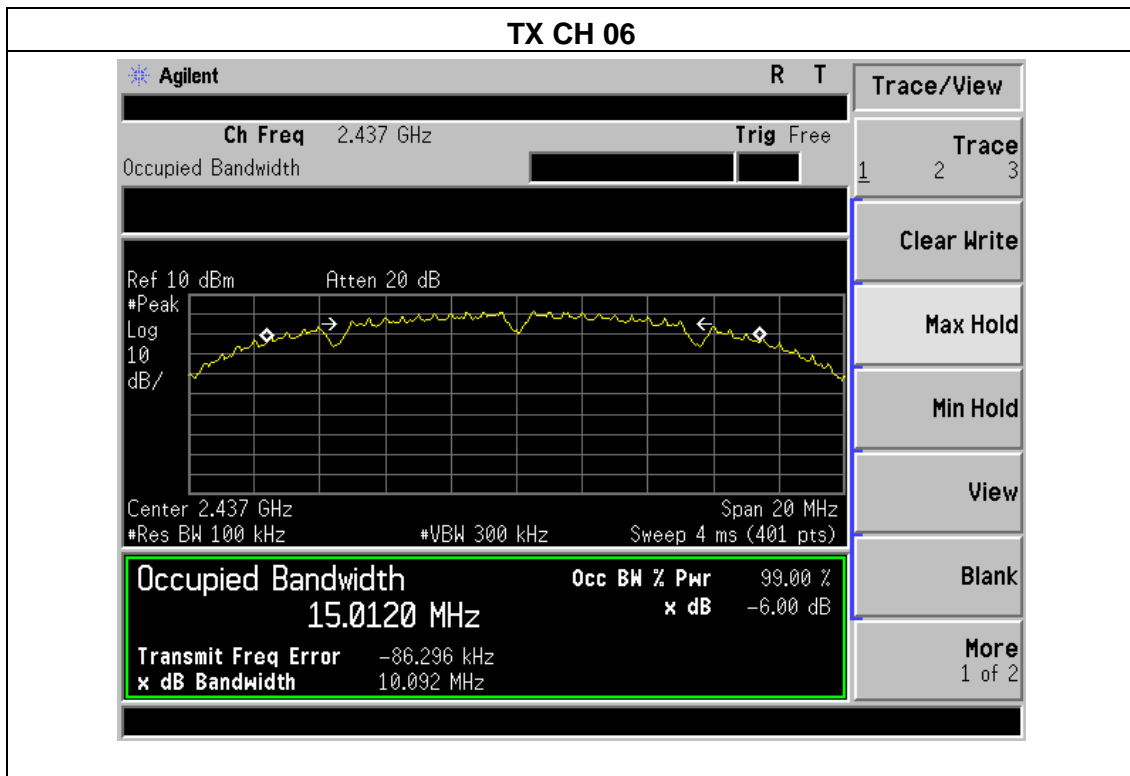 TX CH 06
Agilent R T
Trace/View
Ch Freq 2.437 GHz Trig Free
Occupied Bandwidth
Trace
1 2 3
Clear Write
Ref 10 dBm Atten 20 dB
#Peak
Log
10
dB/
Max Hold
Min Hold
View
Center 2.437 GHz Span 20 MHz
#Res BW 100 kHz #VBW 300 kHz Sweep 4 ms (401 pts)
Occupied Bandwidth Occ BW % Pwr 99.00 %
15.0120 MHz x dB -6.00 dB
Blank
Transmit Freq Error -86.296 kHz
x dB Bandwidth 10.092 MHz
More
1 of 2